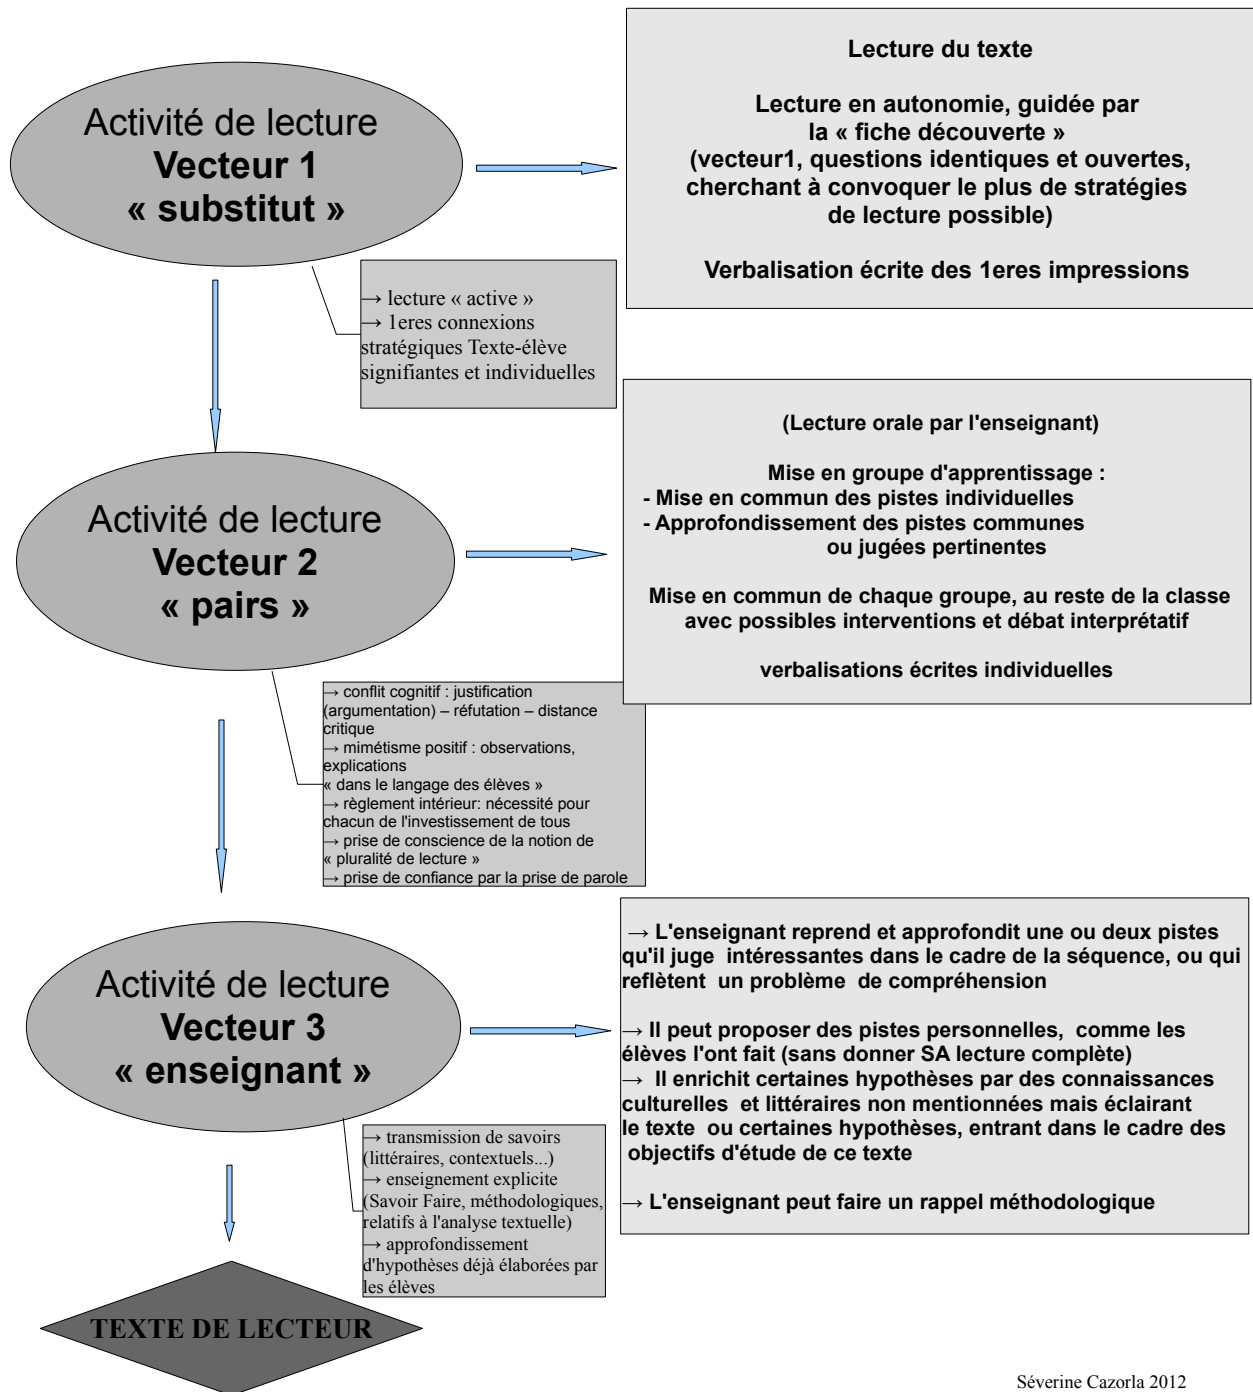 Activité de lecture
Vecteur 1
« substitut »
Lecture du texte
Lecture en autonomie, guidée par
la « fiche découverte »
(vecteur1, questions identiques et ouvertes,
cherchant à convoquer le plus de stratégies
de lecture possible)
Verbalisation écrite des 1eres impressions
→ lecture « active »
→ 1eres connexions
stratégiques Texte-élève
signifiantes et individuelles
Activité de lecture
Vecteur 2
« pairs »
(Lecture orale par l'enseignant)
Mise en groupe d'apprentissage :
- Mise en commun des pistes individuelles
- Approfondissement des pistes communes
ou jugées pertinentes
Mise en commun de chaque groupe, au reste de la classe
avec possibles interventions et débat interprétatif
verbalisations écrites individuelles
→ conflit cognitif : justification
(argumentation) – réfutation – distance
critique
→ mimétisme positif : observations,
explications
« dans le langage des élèves »
→ règlement intérieur: nécessité pour
chacun de l'investissement de tous
→ prise de conscience de la notion de
« pluralité de lecture »
→ prise de confiance par la prise de parole
Activité de lecture
Vecteur 3
« enseignant »
→ L'enseignant reprend et approfondit une ou deux pistes
qu'il juge intéressantes dans le cadre de la séquence, ou qui
reflètent un problème de compréhension
→ Il peut proposer des pistes personnelles, comme les
élèves l'ont fait (sans donner SA lecture complète)
→ Il enrichit certaines hypothèses par des connaissances
culturelles et littéraires non mentionnées mais éclairant
le texte ou certaines hypothèses, entrant dans le cadre des
objectifs d'étude de ce texte
→ L'enseignant peut faire un rappel méthodologique
→ transmission de savoirs
(littéraires, contextuels...)
→ enseignement explicite
(Savoir Faire, méthodologiques,
relatifs à l'analyse textuelle)
→ approfondissement
d'hypothèses déjà élaborées par
les élèves
TEXTE DE LECTEUR
Séverine Cazorla 2012